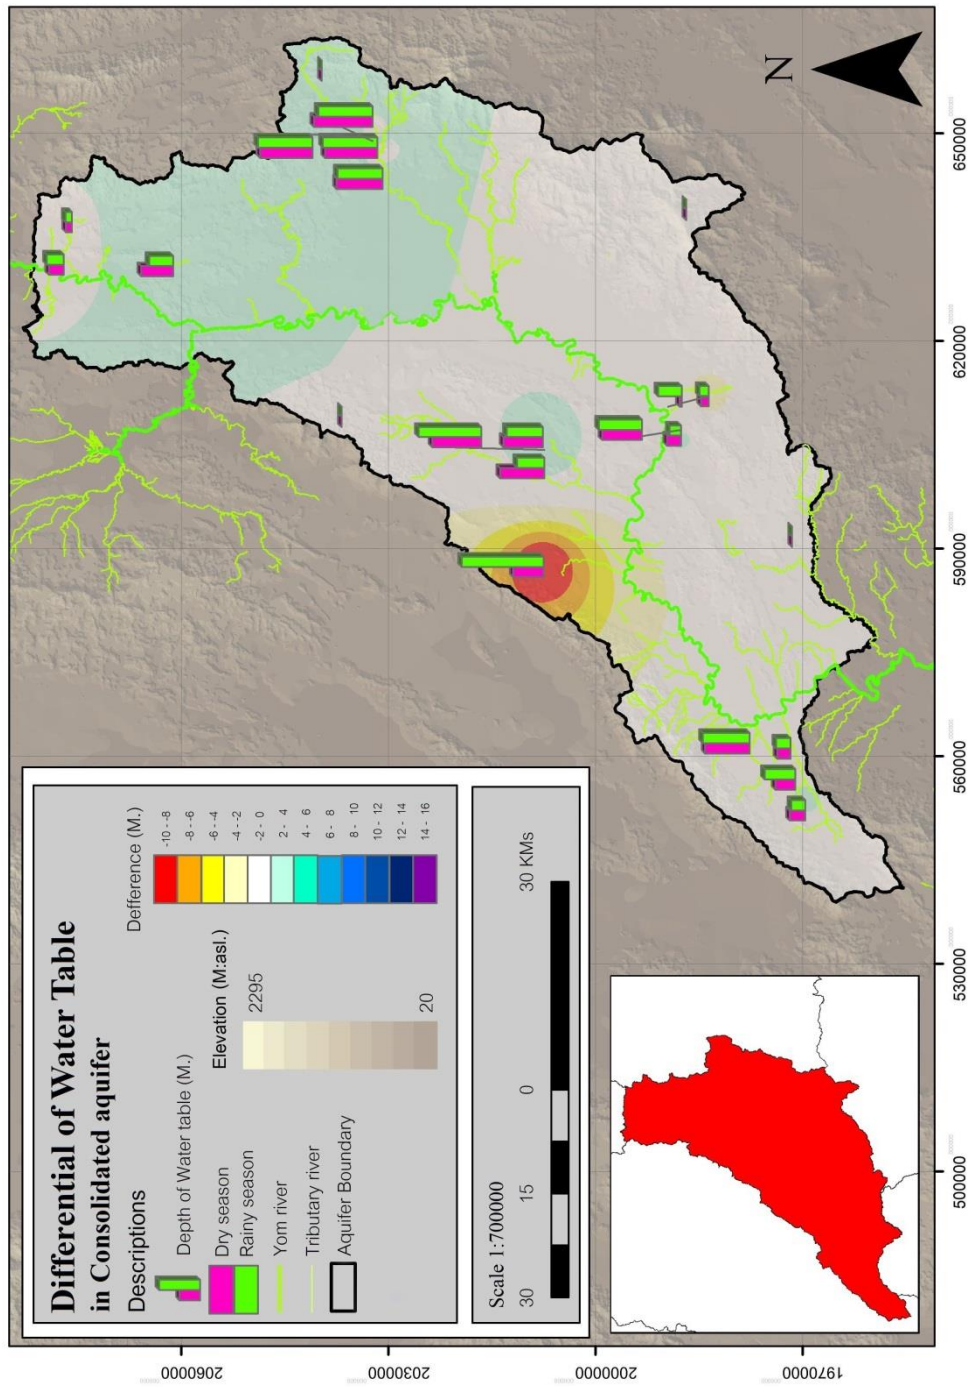 Differential of Water Table
in Consolidated aquifer
Descriptions
Depth of Water table (M.)
Dry season
Rainy season
Yom river
Tributary river
Aquifer Boundary
Elevation (M:asl.)
2295
20
Defference (M.)
-10 - -8
-8 - -6
-6 - -4
-4 - -2
-2 - 0
2 - 4
4 - 6
6 - 8
8 - 10
10 - 12
12 - 14
14 - 16
Scale 1:700000
30 15 0 30 KMs
N
500000 530000 560000 590000 620000 650000
2060000
2030000
2000000
1970000